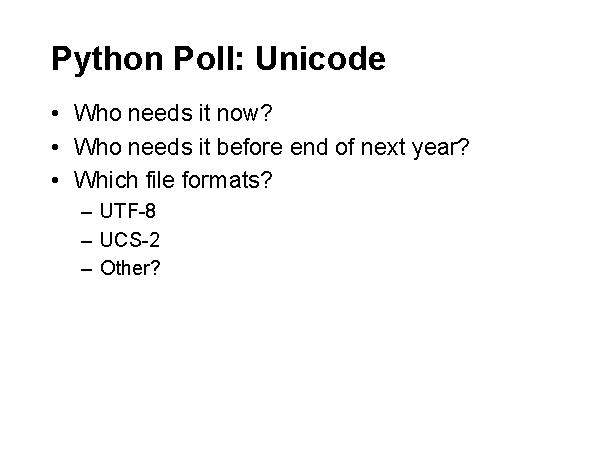 Python Poll: Unicode
• Who needs it now?
• Who needs it before end of next year?
• Which file formats?
– UTF-8
– UCS-2
– Other?